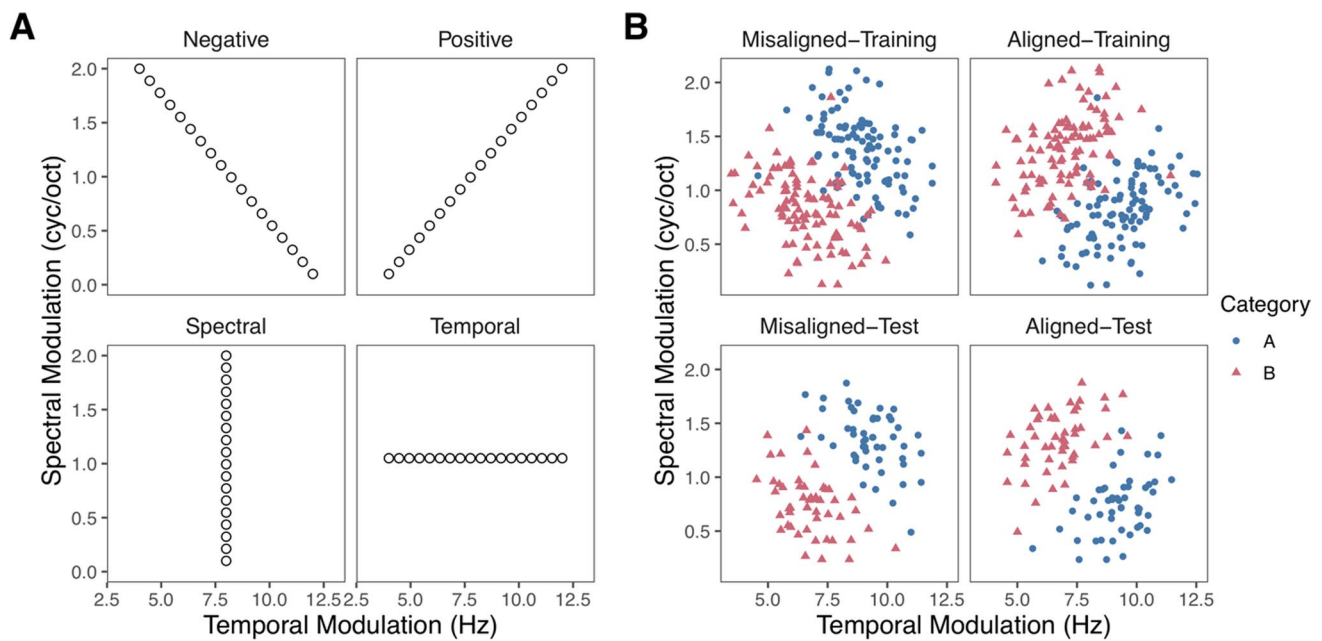 A
B
Negative
Positive
Misaligned−Training
Aligned−Training
Spectral Modulation (cyc/oct)
2.0
1.5
1.0
0.5
0.0
Spectral Modulation (cyc/oct)
2.0
1.5
1.0
0.5
Spectral
Temporal
Misaligned−Test
Aligned−Test
2.0
1.5
1.0
0.5
0.0
2.0
1.5
1.0
0.5
Category
A
B
2.5 5.0 7.5 10.0 12.5 2.5 5.0 7.5 10.0 12.5
5.0 7.5 10.0 5.0 7.5 10.0
Temporal Modulation (Hz)
Temporal Modulation (Hz)